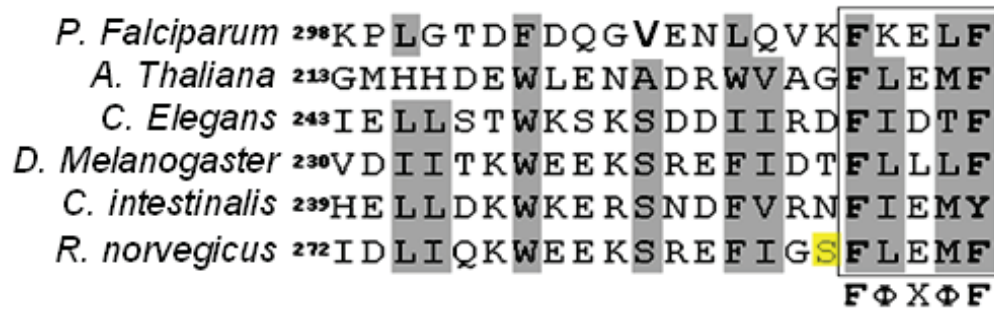 P. Falciparum 298KPLGTDFDQGVENLQVKFKELF
A. Thaliana 213GMHHDEWLENADRWVAGFLEMF
C. Elegans 243IELLSTWKSKSDDIIRDFIDTF
D. Melanogaster 230VDIITKWEEKSREFIDTFLLLF
C. intestinalis 239HELLDKWKERSNDFVRNFIEMY
R. norvegicus 272IDLIQKWEEKSREFIGSFLEMF
FΦXΦF